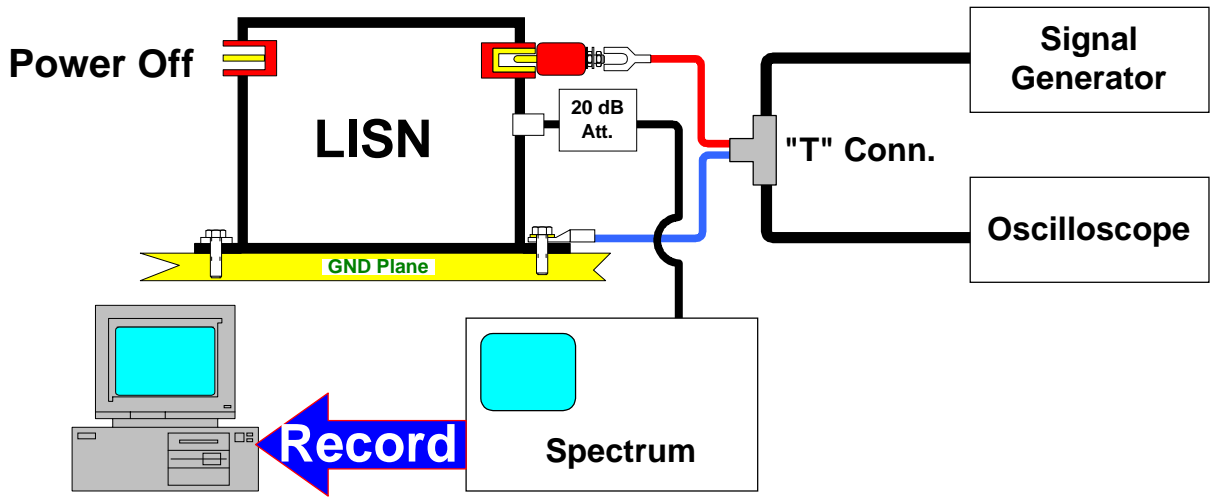 Power Off
LISN
20 dB
Att.
Signal
Generator
"T" Conn.
Oscilloscope
GND Plane
Record
Spectrum